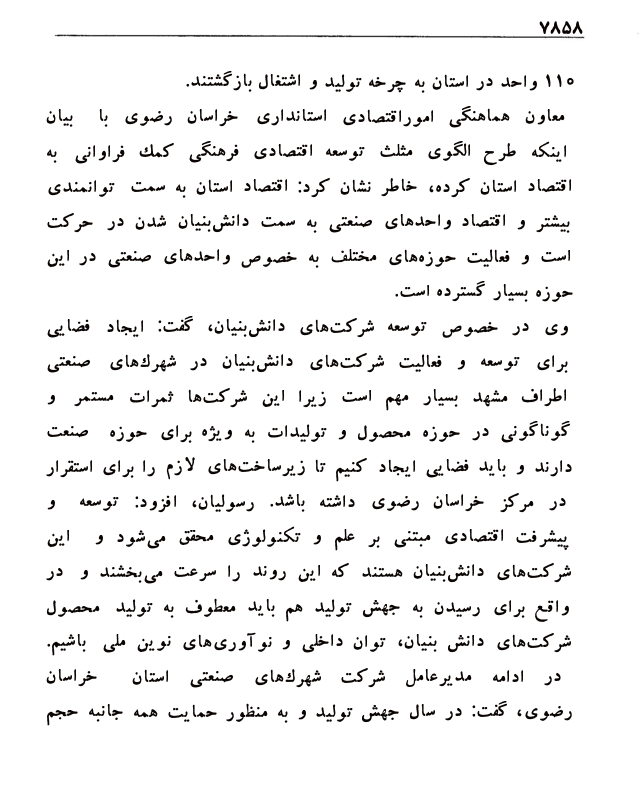 ۷۸۵۸
۱۱۰ واحد در استان به چرخه تولید و اشتغال بازگشتند.
معاون هماهنگی اموراقتصادی استانداری خراسان رضوی با بیان
اینکه طرح الگوی مثلث توسعه اقتصادی فرهنگی کمك فراوانی به
اقتصاد استان کرده، خاطر نشان کرد: اقتصاد استان به سمت توانمندی
بیشتر و اقتصاد واحدهای صنعتی به سمت دانش‌بنیان شدن در حرکت
است و فعالیت حوزه‌های مختلف به خصوص واحدهای صنعتی در این
حوزه بسیار گسترده است.
وی در خصوص توسعه شرکت‌های دانش‌بنیان، گفت: ایجاد فضایی
برای توسعه و فعالیت شرکت‌های دانش‌بنیان در شهرك‌های صنعتی
اطراف مشهد بسیار مهم است زیرا این شرکت‌ها ثمرات مستمر و
گوناگونی در حوزه محصول و تولیدات به ویژه برای حوزه صنعت
دارند و باید فضایی ایجاد کنیم تا زیرساخت‌های لازم را برای استقرار
در مرکز خراسان رضوی داشته باشد. رسولیان، افزود: توسعه و
پیشرفت اقتصادی مبتنی بر علم و تکنولوژی محقق می‌شود و این
شرکت‌های دانش‌بنیان هستند که این روند را سرعت می‌بخشند و در
واقع برای رسیدن به جهش تولید هم باید معطوف به تولید محصول
شرکت‌های دانش بنیان، توان داخلی و نوآوری‌های نوین ملی باشیم.
در ادامه مدیرعامل شرکت شهرك‌های صنعتی استان خراسان
رضوی، گفت: در سال جهش تولید و به منظور حمایت همه جانبه حجم